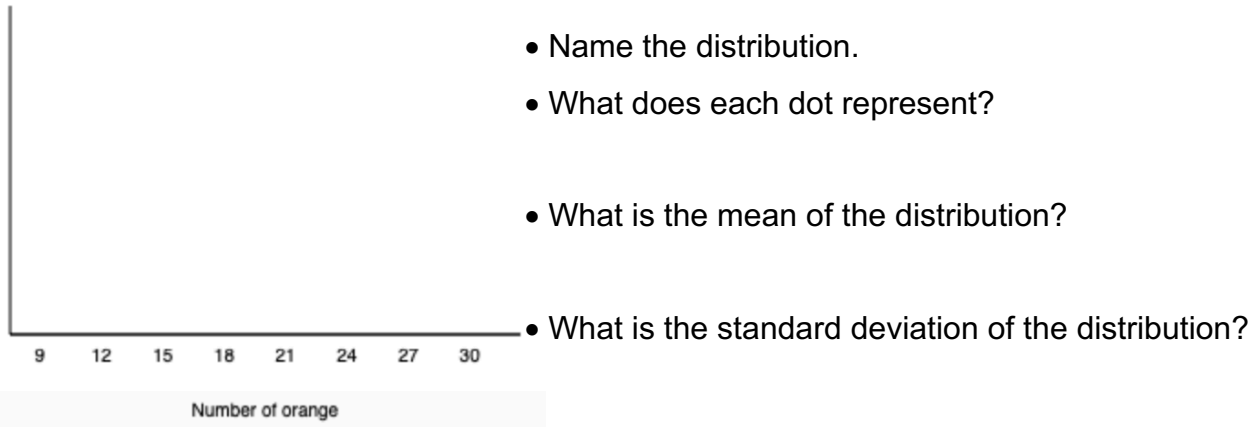 • Name the distribution.
• What does each dot represent?
• What is the mean of the distribution?
• What is the standard deviation of the distribution?
9 12 15 18 21 24 27 30
Number of orange